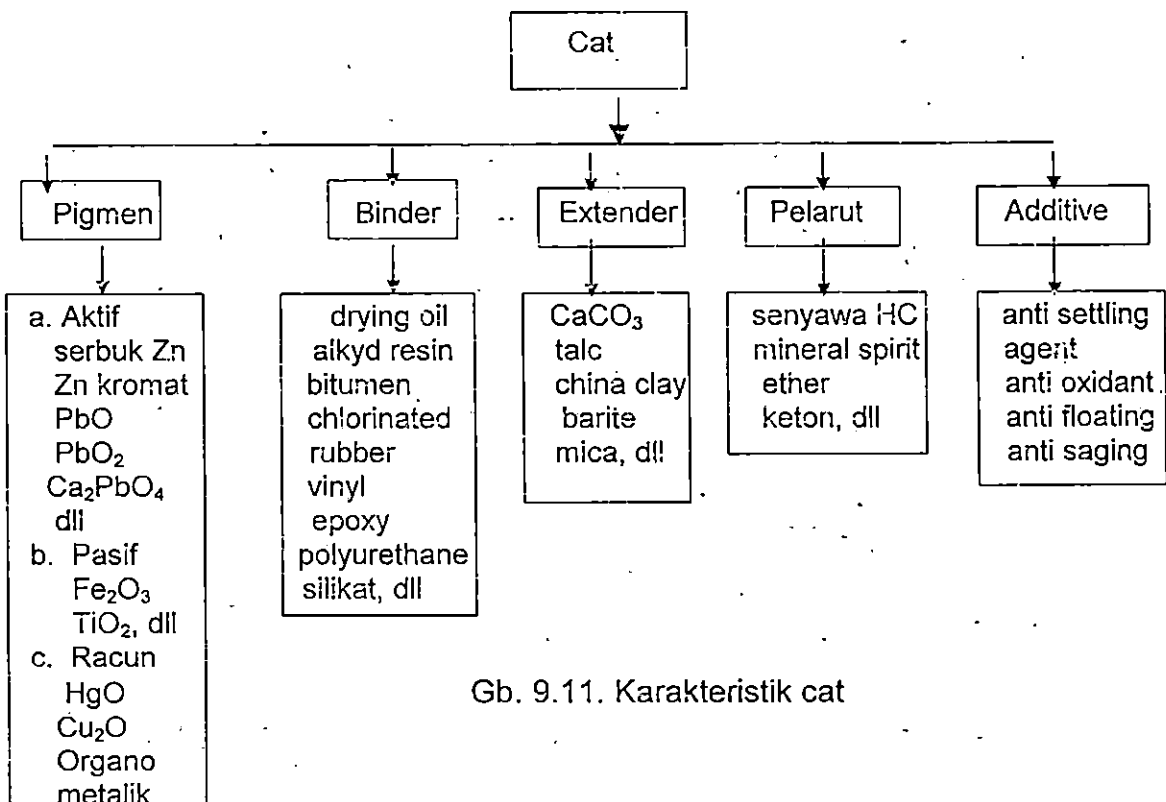 Cat
Pigmen
Binder
Extender
Pelarut
Additive
a. Aktif
serbuk Zn
Zn kromat
PbO
PbO₂
Ca₂PbO₄
dll
b. Pasif
Fe₂O₃
TiO₂, dll
c. Racun
HgO
Cu₂O
Organo
metalik
drying oil
alkyd resin
bitumen
chlorinated
rubber
vinyl
epoxy
polyurethane
silikat, dll
CaCO₃
talc
china clay
barite
mica, dll
senyawa HC
mineral spirit
ether
keton, dll
anti settling
agent
anti oxidant
anti floating
anti saging
Gb. 9.11. Karakteristik cat